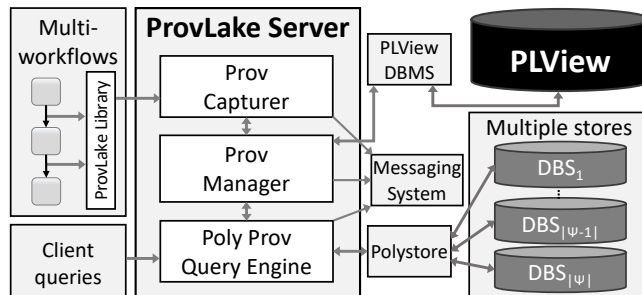 Multi-
workflows
ProvLake Library
ProvLake Server
Prov
Capturer
Prov
Manager
Poly Prov
Query Engine
Client
queries
PLView
DBMS
PLView
Messaging
System
Polystore
Multiple stores
DBS₁
...
DBS|Ψ-1|
DBS|Ψ|